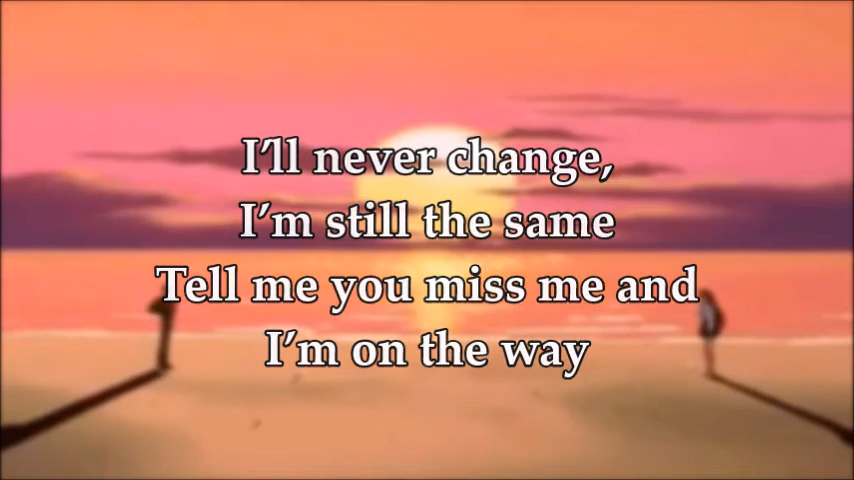 I'll never change,
I'm still the same
Tell me you miss me and
I'm on the way